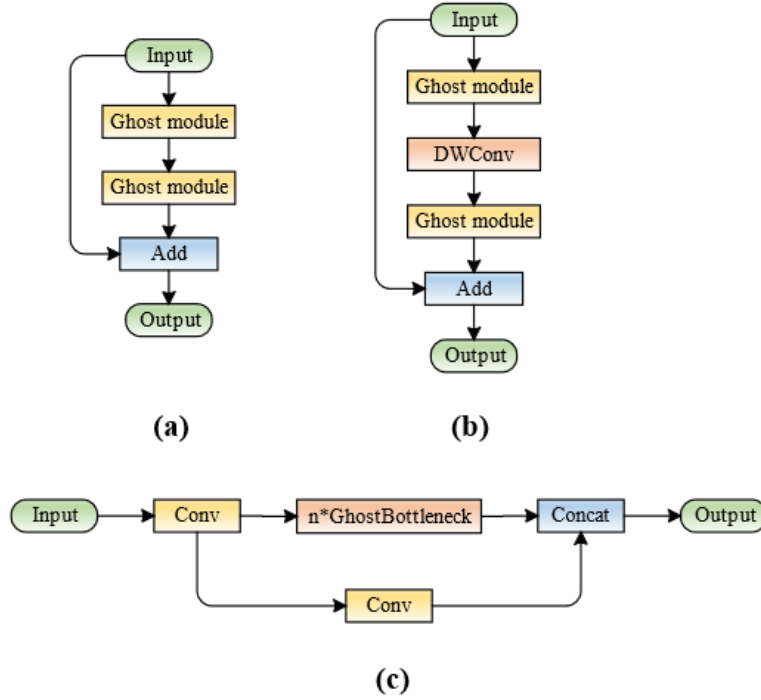 Input
Ghost module
Ghost module
Add
Output
(a)
Input
Ghost module
DWConv
Ghost module
Add
Output
(b)
Input
Conv
n*GhostBottleneck
Concat
Output
Conv
(c)